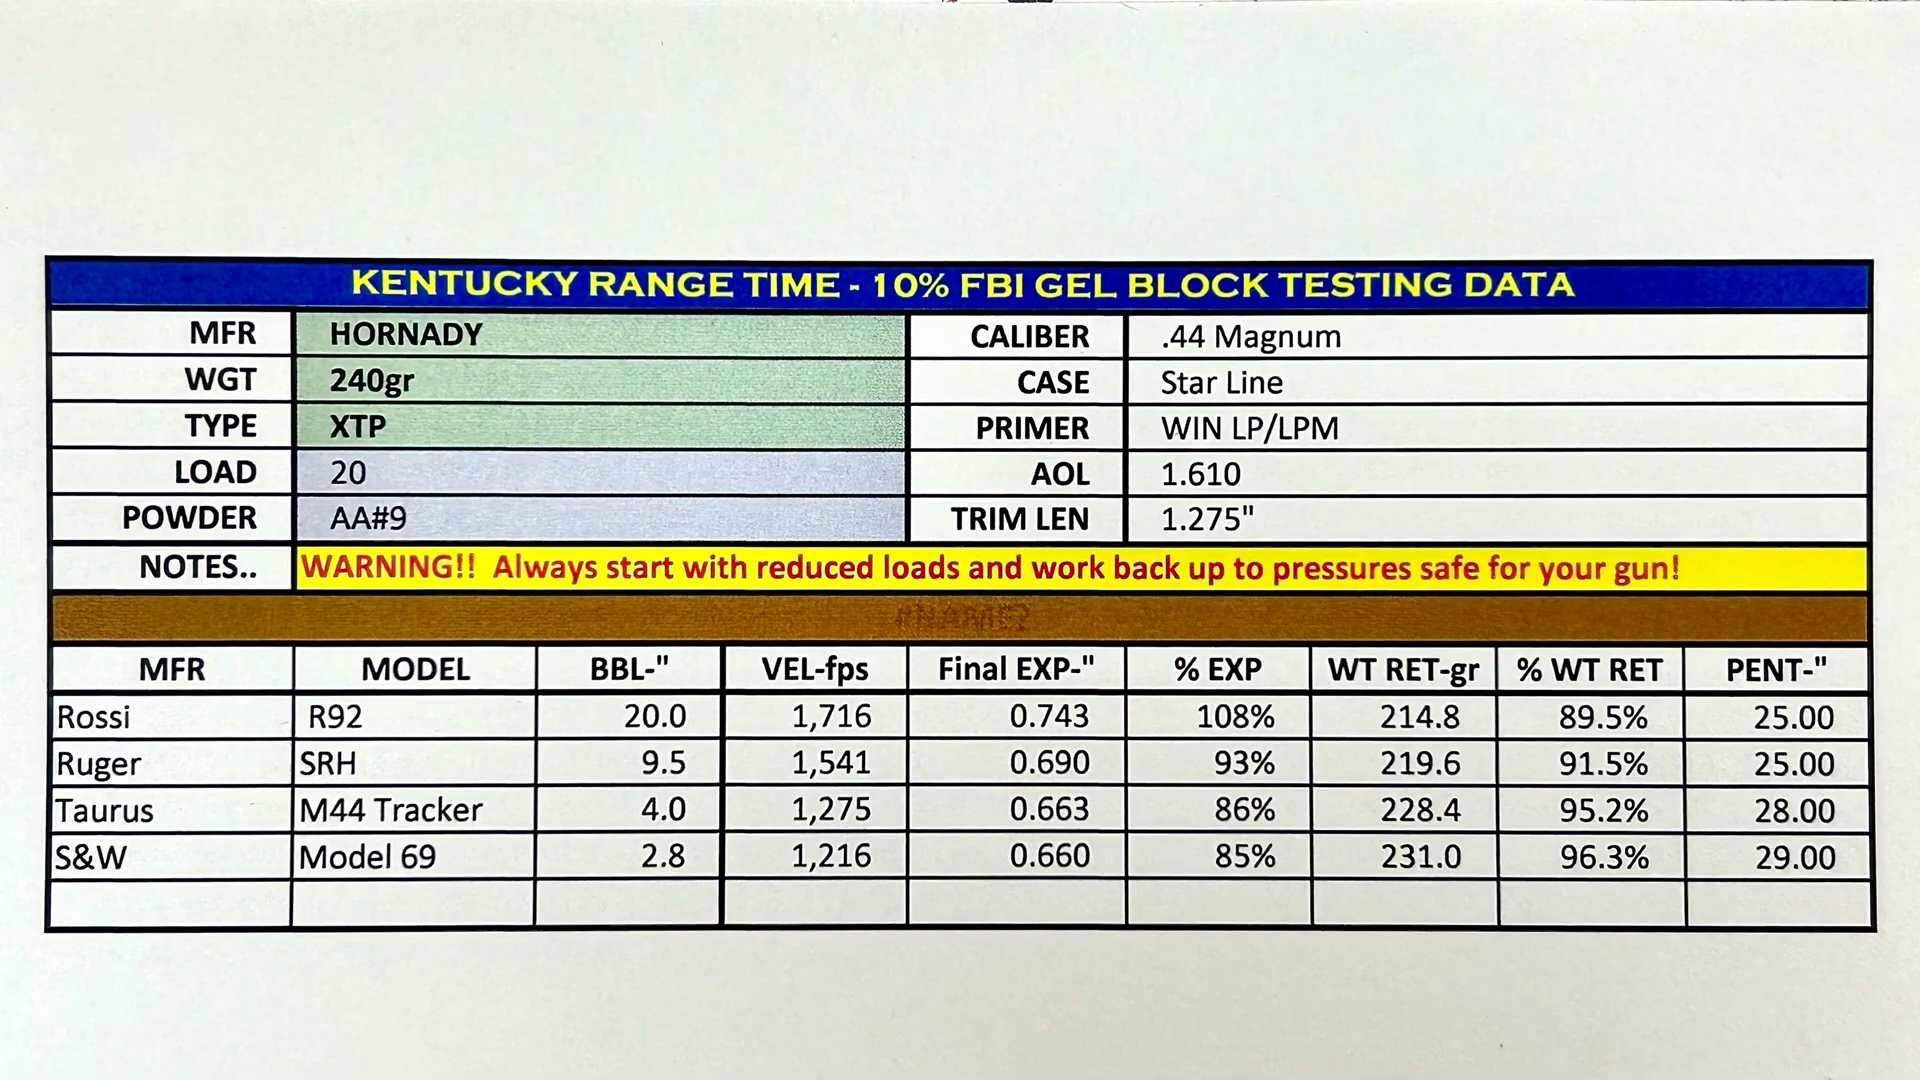 KENTUCKY RANGE TIME - 10% FBI GEL BLOCK TESTING DATA
MFR HORNADY CALIBER .44 Magnum
WGT 240gr CASE Star Line
TYPE XTP PRIMER WIN LP/LPM
LOAD 20 AOL 1.610
POWDER AA#9 TRIM LEN 1.275"
NOTES.. WARNING!! Always start with reduced loads and work back up to pressures safe for your gun!
#NAME?
MFR MODEL BBL-" VEL-fps Final EXP-" % EXP WT RET-gr % WT RET PENT-"
Rossi R92 20.0 1,716 0.743 108% 214.8 89.5% 25.00
Ruger SRH 9.5 1,541 0.690 93% 219.6 91.5% 25.00
Taurus M44 Tracker 4.0 1,275 0.663 86% 228.4 95.2% 28.00
S&W Model 69 2.8 1,216 0.660 85% 231.0 96.3% 29.00